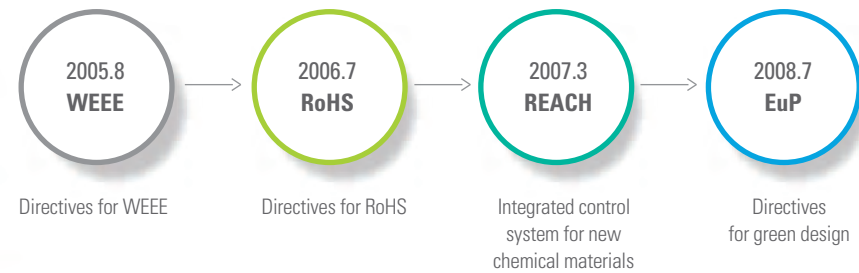 2005.8
WEEE
2006.7
RoHS
2007.3
REACH
2008.7
EuP
Directives for WEEE
Directives for RoHS
Integrated control
system for new
chemical materials
Directives
for green design